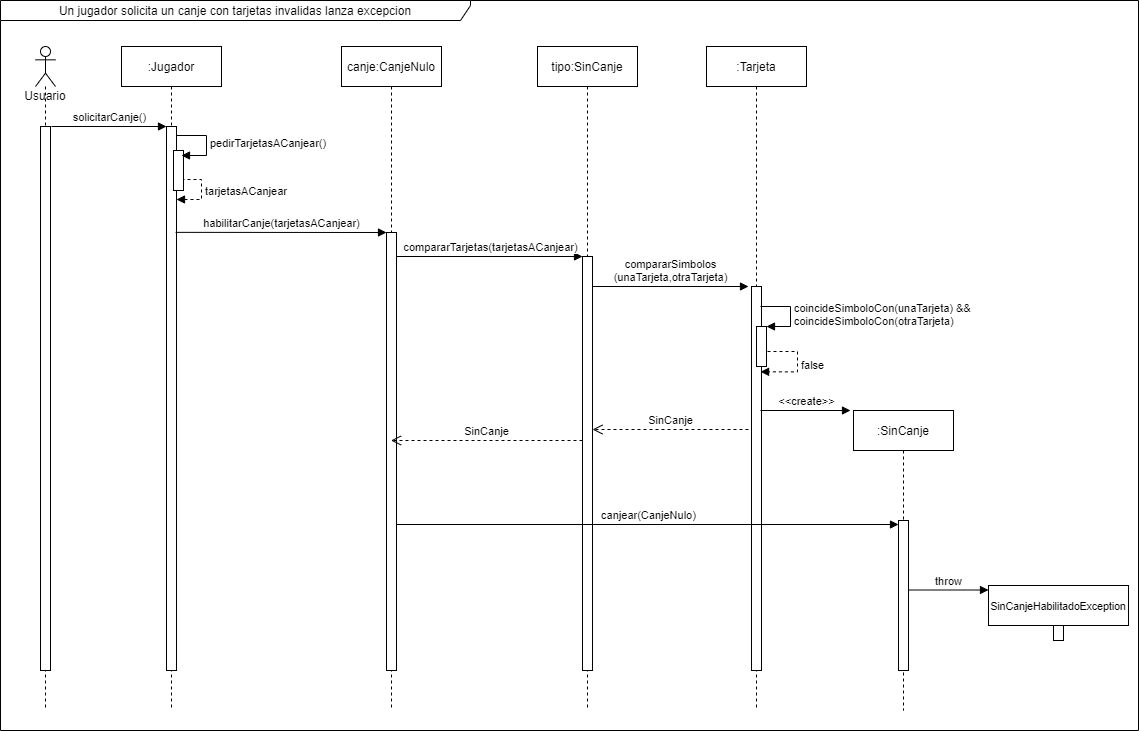 Un jugador solicita un canje con tarjetas invalidas lanza excepcion
:Jugador
canje:CanjeNulo
tipo:SinCanje
:Tarjeta
Usuario
solicitarCanje()
pedirTarjetasACanjear()
tarjetasACanjear
habilitarCanje(tarjetasACanjear)
compararTarjetas(tarjetasACanjear)
compararSimbolos
(unaTarjeta,otraTarjeta)
coincideSimboloCon(unaTarjeta) &&
coincideSimboloCon(otraTarjeta)
false
<<create>>
SinCanje
SinCanje
:SinCanje
canjear(CanjeNulo)
throw
SinCanjeHabilitadoException